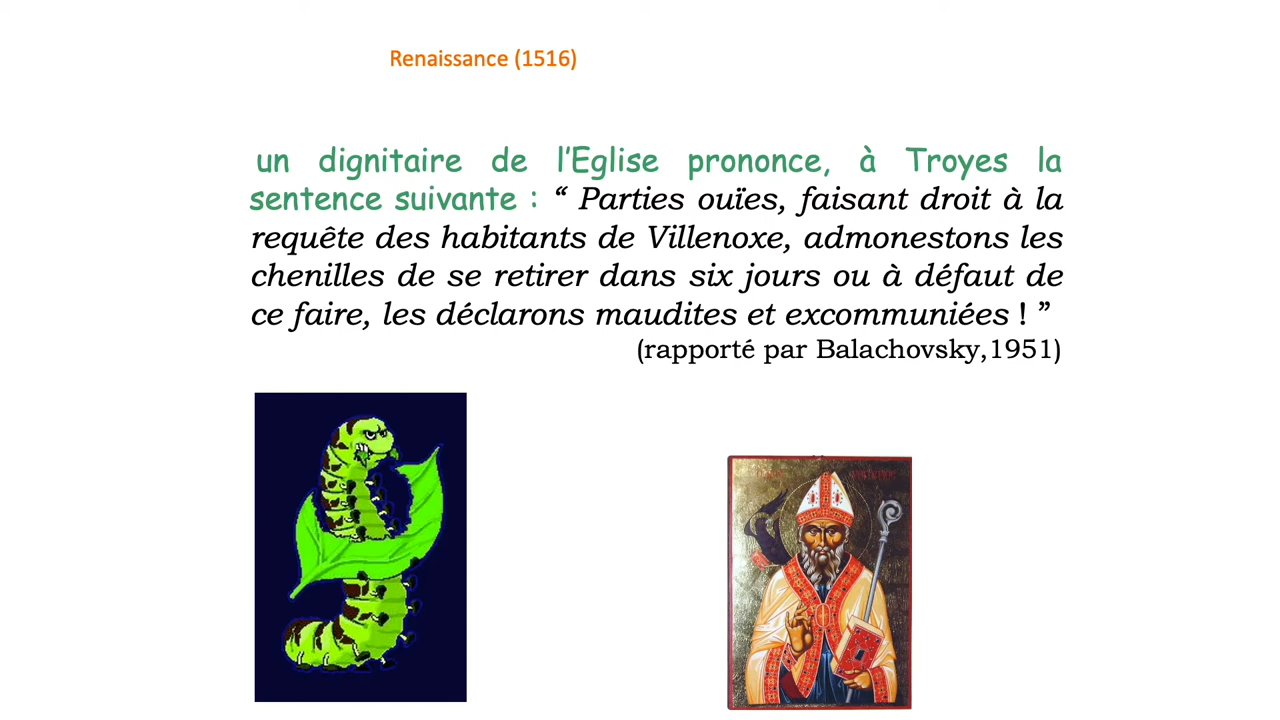 Renaissance (1516)
un dignitaire de l'Eglise prononce, à Troyes la
sentence suivante : “ Parties ouïes, faisant droit à la
requête des habitants de Villenoxe, admonestons les
chenilles de se retirer dans six jours ou à défaut de
ce faire, les déclarons maudites et excommuniées ! ”
(rapporté par Balachovsky,1951)